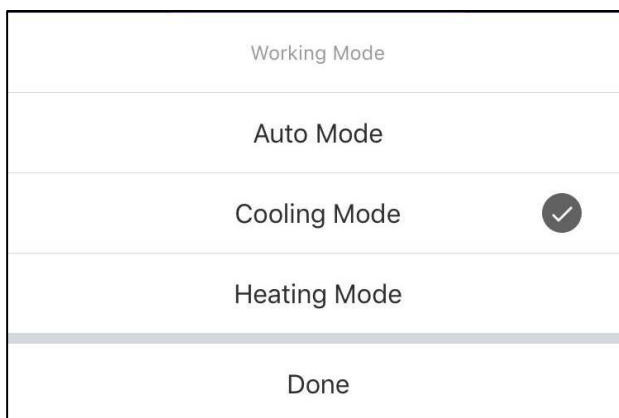 Working Mode
Auto Mode
Cooling Mode
Heating Mode
Done